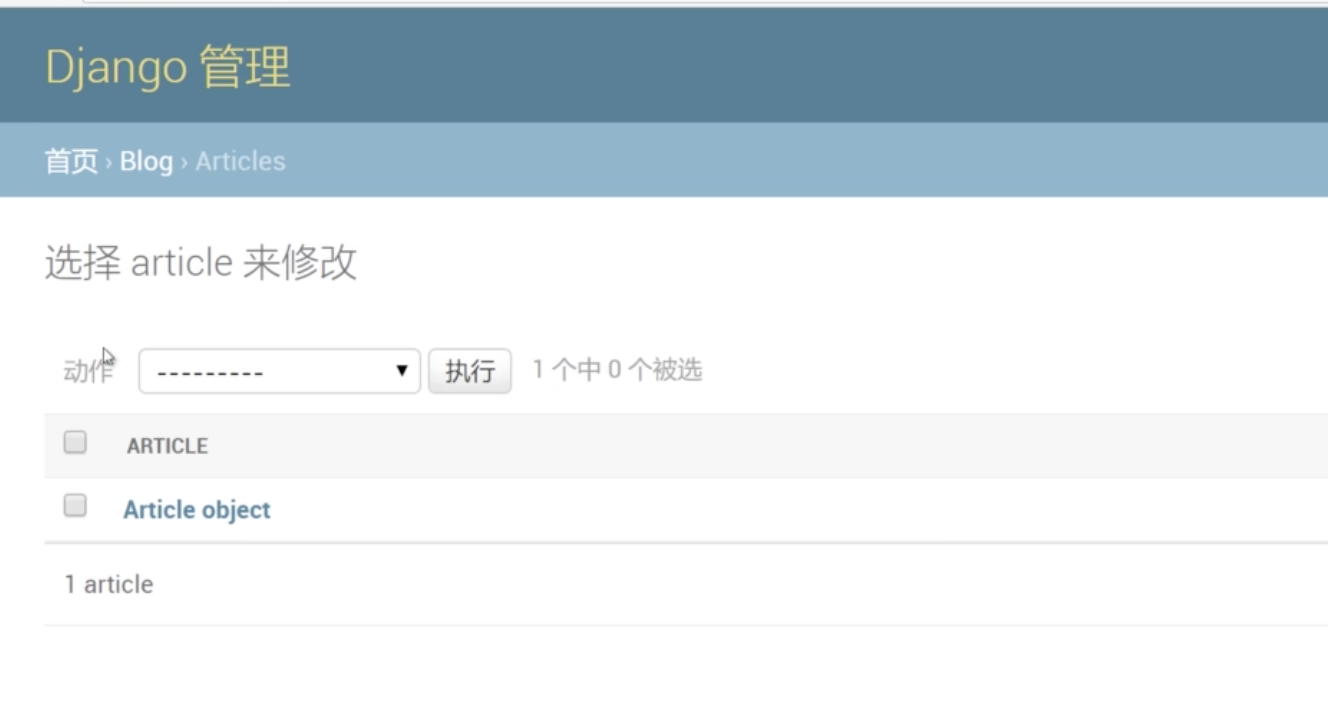 Django 管理
首页 › Blog › Articles
选择 article 来修改
动作 --------- 执行 1 个中 0 个被选
ARTICLE
Article object
1 article